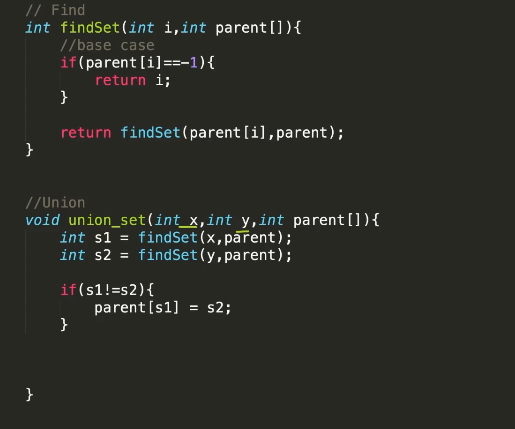 // Find
int findSet(int i,int parent[]){
//base case
if(parent[i]==-1){
return i;
}
return findSet(parent[i],parent);
}
//Union
void union_set(int x,int y,int parent[]){
int s1 = findSet(x,parent);
int s2 = findSet(y,parent);
if(s1!=s2){
parent[s1] = s2;
}
}